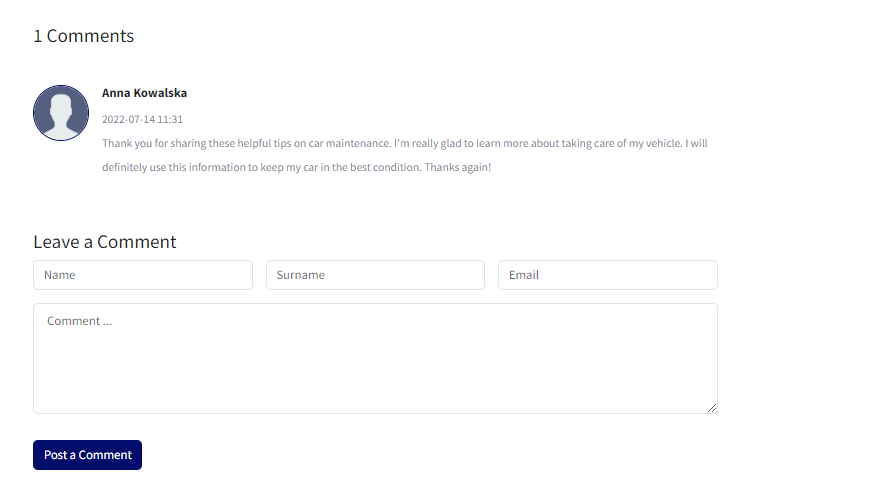 1 Comments
Anna Kowalska
2022-07-14 11:31
Thank you for sharing these helpful tips on car maintenance. I'm really glad to learn more about taking care of my vehicle. I will
definitely use this information to keep my car in the best condition. Thanks again!
Leave a Comment
Name
Surname
Email
Comment ...
Post a Comment